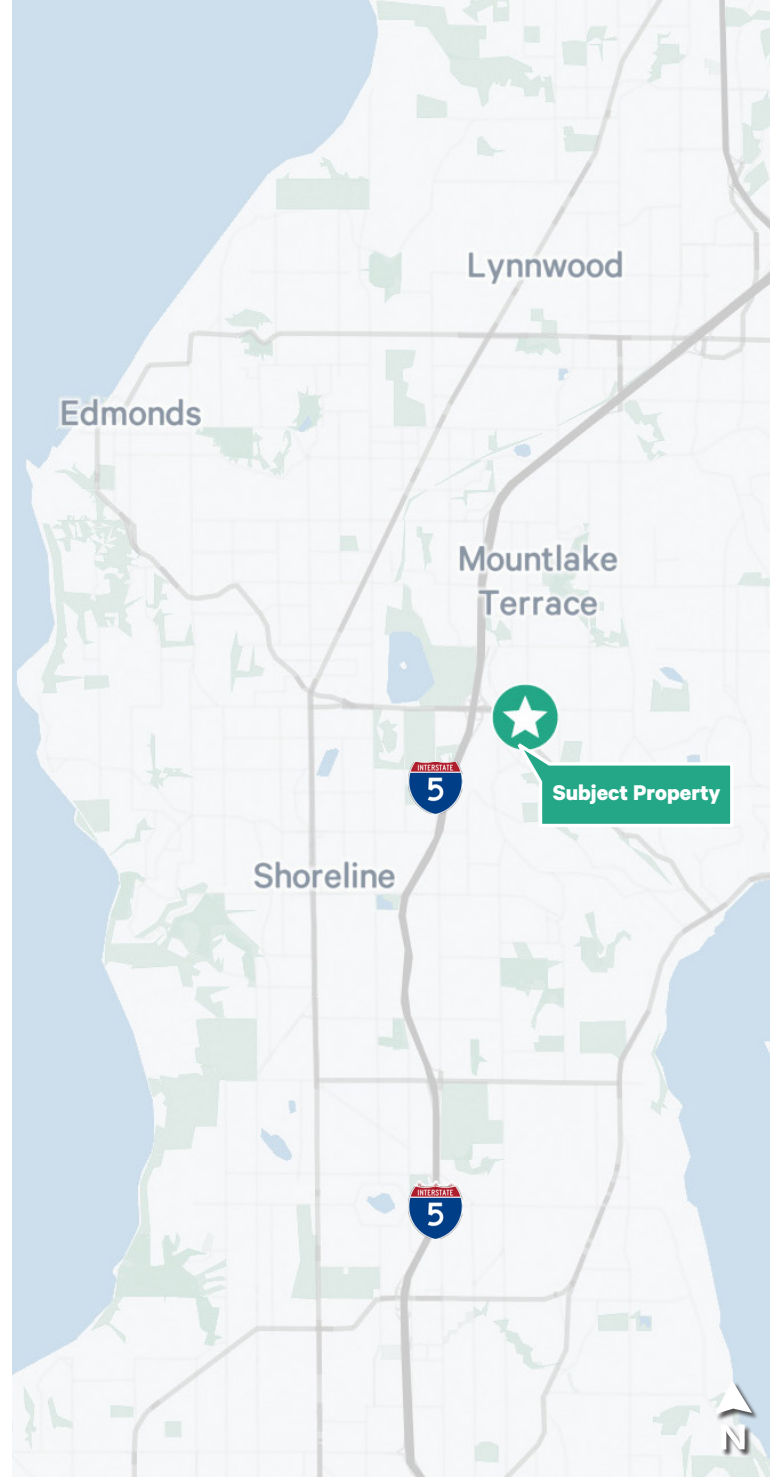 Lynnwood
Edmonds
Mountlake
Terrace
INTERSTATE
5
Subject Property
Shoreline
INTERSTATE
5
N